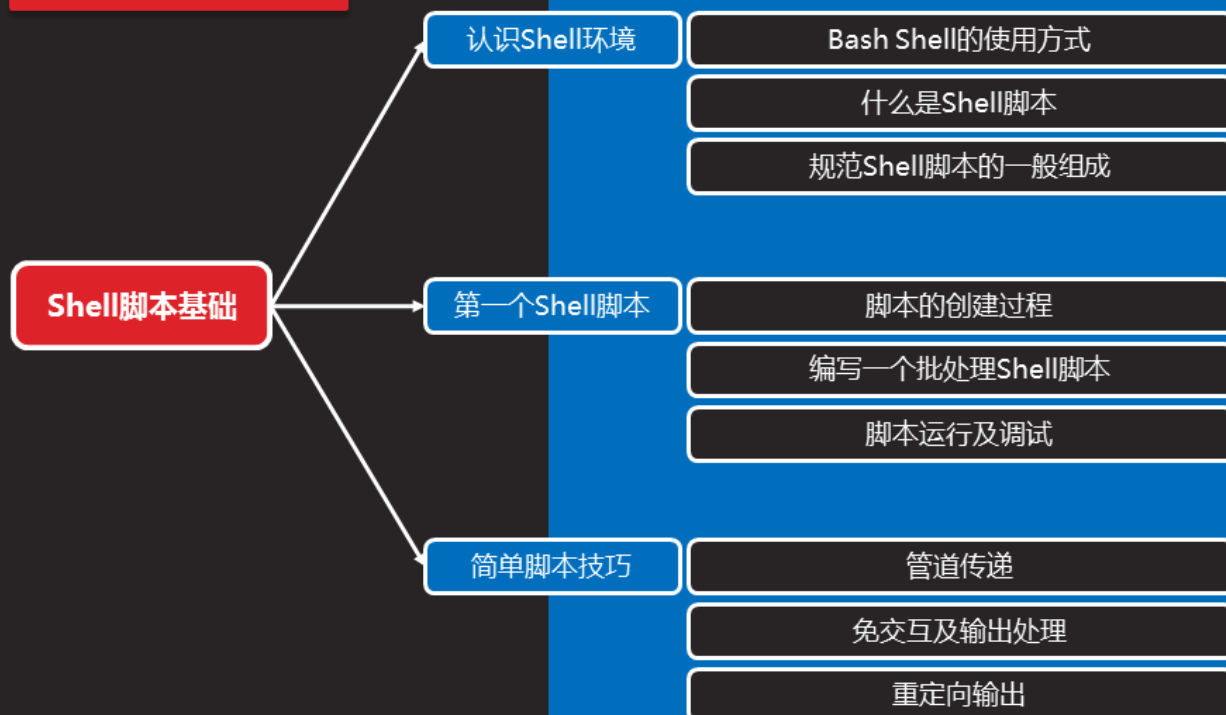 认识Shell环境
Bash Shell的使用方式
什么是Shell脚本
规范Shell脚本的一般组成
Shell脚本基础
第一个Shell脚本
脚本的创建过程
编写一个批处理Shell脚本
脚本运行及调试
简单脚本技巧
管道传递
免交互及输出处理
重定向输出